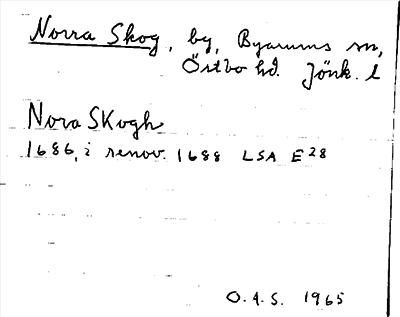 Norra Skog, by, Byarums sn,
Östbo hd. Jönk. l
Nora SKogh
1686, i renov. 1688 LSA E28
O.A.S. 1965